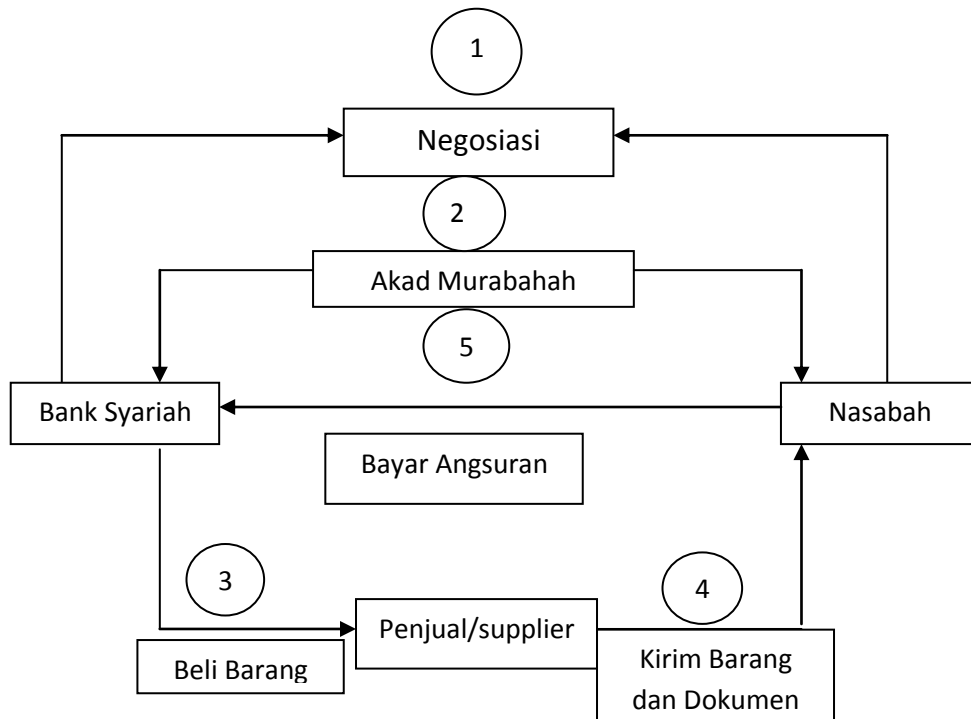 1
Negosiasi
2
Akad Murabahah
5
Bank Syariah
Nasabah
Bayar Angsuran
3
4
Penjual/supplier
Beli Barang
Kirim Barang
dan Dokumen